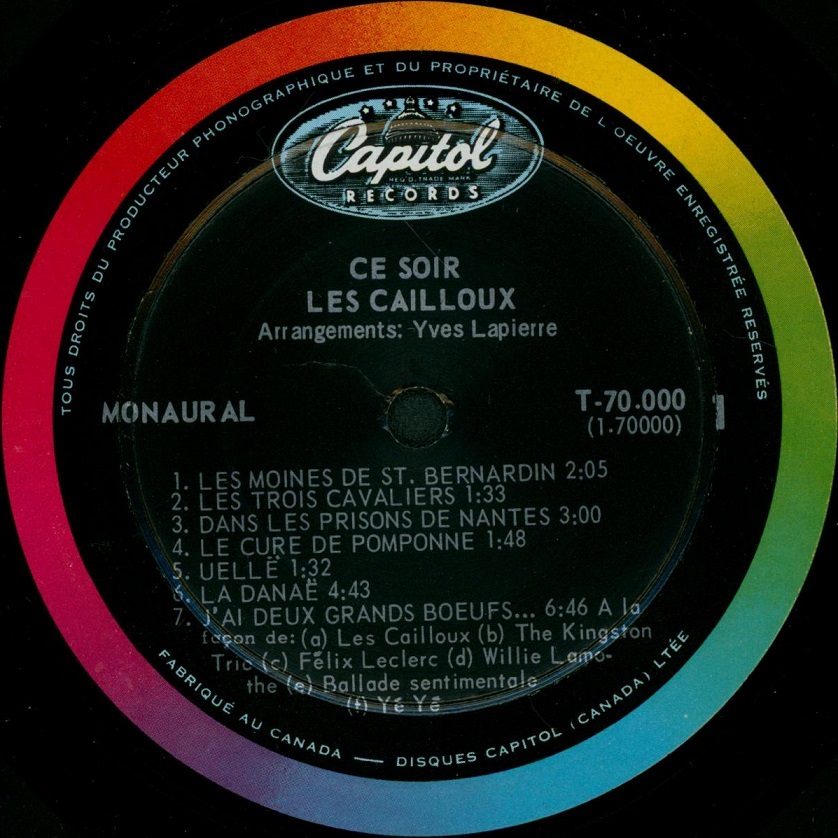 TOUS DROITS DU PRODUCTEUR PHONOGRAPHIQUE ET DU PROPRIÉTAIRE DE L OEUVRE ENREGISTRÉE RESERVÉS
Capitol
REG'D. TRADE MARK
RECORDS
CE SOIR
LES CAILLOUX
Arrangements: Yves Lapierre
MONAURAL
T-70.000
(1.70000)
1
1. LES MOINES DE ST. BERNARDIN 2:05
2. LES TROIS CAVALIERS 1:33
3. DANS LES PRISONS DE NANTES 3:00
4. LE CURE DE POMPONNE 1:48
5. UELLË 1:32
6. LA DANAË 4:43
7. J'AI DEUX GRANDS BOEUFS... 6:46 A la
façon de: (a) Les Cailloux (b) The Kingston
Trio (c) Félix Leclerc (d) Willie Lamo-
the (e) Ballade sentimentale
(f) Yé Yé
FABRIQUÉ AU CANADA — DISQUES CAPITOL (CANADA) LTÉE